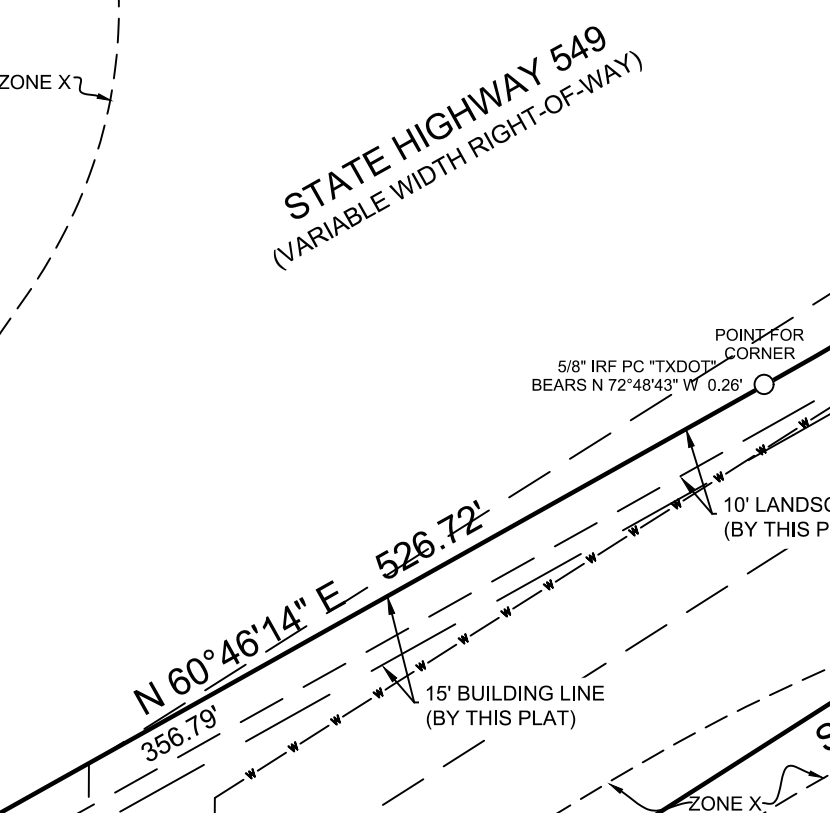 ZONE X
STATE HIGHWAY 549
(VARIABLE WIDTH RIGHT-OF-WAY)
POINT FOR
CORNER
5/8" IRF PC "TXDOT"
BEARS N 72°48'43" W 0.26'
10' LANDSC
(BY THIS P
N 60°46'14" E 526.72'
356.79'
15' BUILDING LINE
(BY THIS PLAT)
W W W W W W W W W W W W W W
S
ZONE X